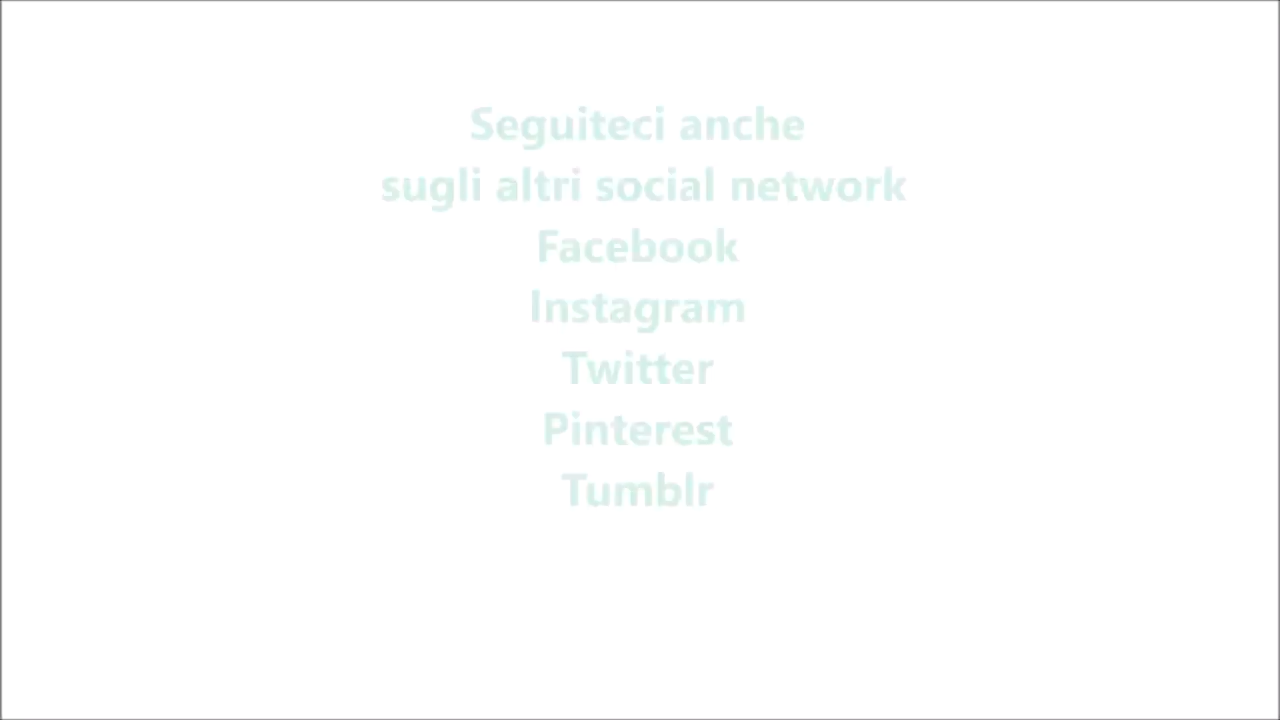 Seguiteci anche
sugli altri social network
Facebook
Instagram
Twitter
Pinterest
Tumblr